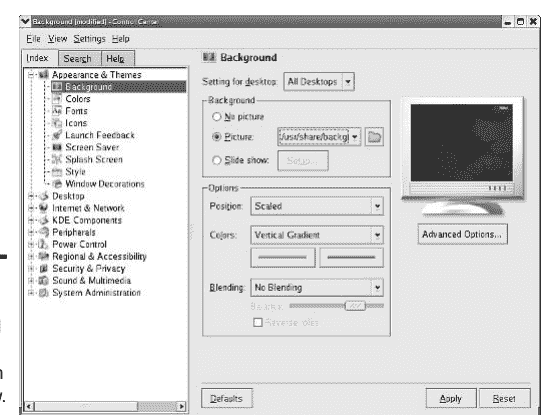 Background [modified] - Control Center
File View Settings Help
Index Search Help
Appearance & Themes
Background
Colors
Fonts
Icons
Launch Feedback
Screen Saver
Splash Screen
Style
Window Decorations
Desktop
Internet & Network
KDE Components
Peripherals
Power Control
Regional & Accessibility
Security & Privacy
Sound & Multimedia
System Administration
Background
Setting for desktop: All Desktops
Background
No picture
Picture: /usr/share/backg
Slide show: Setup...
Options
Position: Scaled
Colors: Vertical Gradient
Blending: No Blending
Balance:
Reverse roles
Advanced Options...
Defaults
Apply Reset